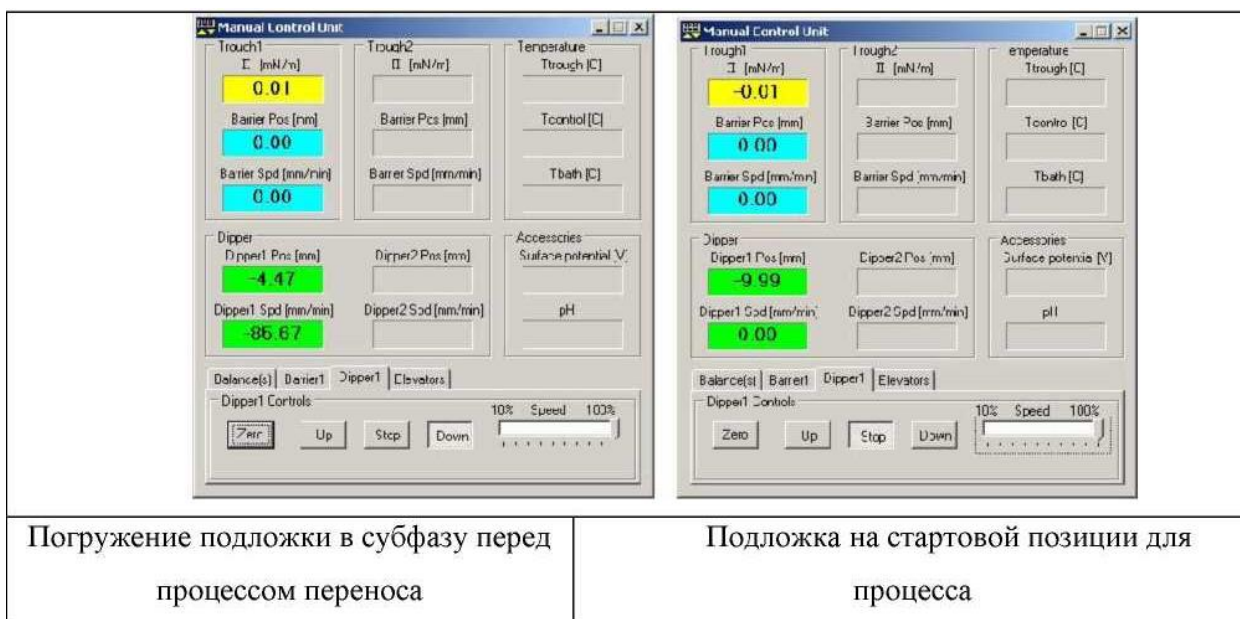 Manual Control Unit
Trough1 Trough2 Temperature
Π [mN/m] Π [mN/m] Ttrough [C]
0.01
Barrier Pos [mm] Barrier Pos [mm] Tcontrol [C]
0.00
Barrier Spd [mm/min] Barrier Spd [mm/min] Tbath [C]
0.00
Dipper Accessories
Dipper1 Pos [mm] Dipper2 Pos [mm] Surface potential [V]
-4.47
Dipper1 Spd [mm/min] Dipper2 Spd [mm/min] pH
Balance(s) Barrier1 Dipper1 Elevators
Dipper1 Controls
10% Speed 100%
Zero Up Stop Down
Manual Control Unit
Trough1 Trough2 emperature
Π [mN/m] Π [mN/m] Ttrough [C]
-0.01
Barrier Pos [mm] Barrier Pos [mm] Tcontrol [C]
0.00
Barrier Spd [mm/min] Barrier Spd [mm/min] Tbath [C]
0.00
Dipper Accessories
Dipper1 Pos [mm] Dipper2 Pos [mm] Surface potential [V]
-9.99
Dipper1 Spd [mm/min] Dipper2 Spd [mm/min] pH
0.00
Balance(s) Barrier1 Dipper1 Elevators
Dipper1 Controls
10% Speed 100%
Zero Up Stop Down
Погружение подложки в субфазу перед
процессом переноса
Подложка на стартовой позиции для
процесса